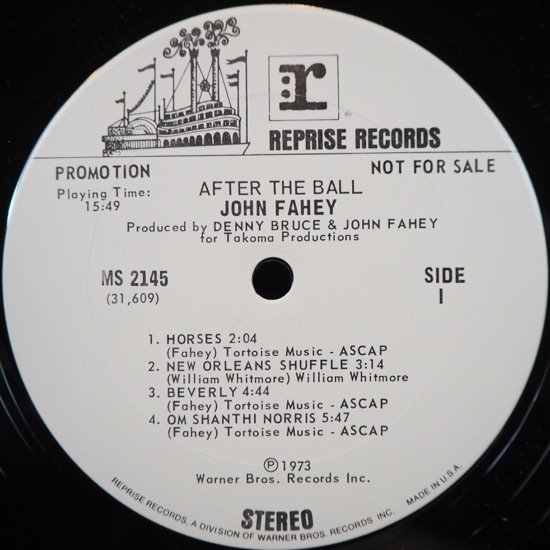 r
®
REPRISE RECORDS
PROMOTION
NOT FOR SALE
Playing Time:
15:49
AFTER THE BALL
JOHN FAHEY
Produced by DENNY BRUCE & JOHN FAHEY
for Takoma Productions
MS 2145
(31,609)
SIDE
1
1. HORSES 2:04
(Fahey) Tortoise Music - ASCAP
2. NEW ORLEANS SHUFFLE 3:14
(William Whitmore) William Whitmore
3. BEVERLY 4:44
(Fahey) Tortoise Music - ASCAP
4. OM SHANTHI NORRIS 5:47
(Fahey) Tortoise Music - ASCAP
Ⓟ 1973
Warner Bros. Records Inc.
STEREO
REPRISE RECORDS, A DIVISION OF WARNER BROS. RECORDS INC. MADE IN U.S.A.